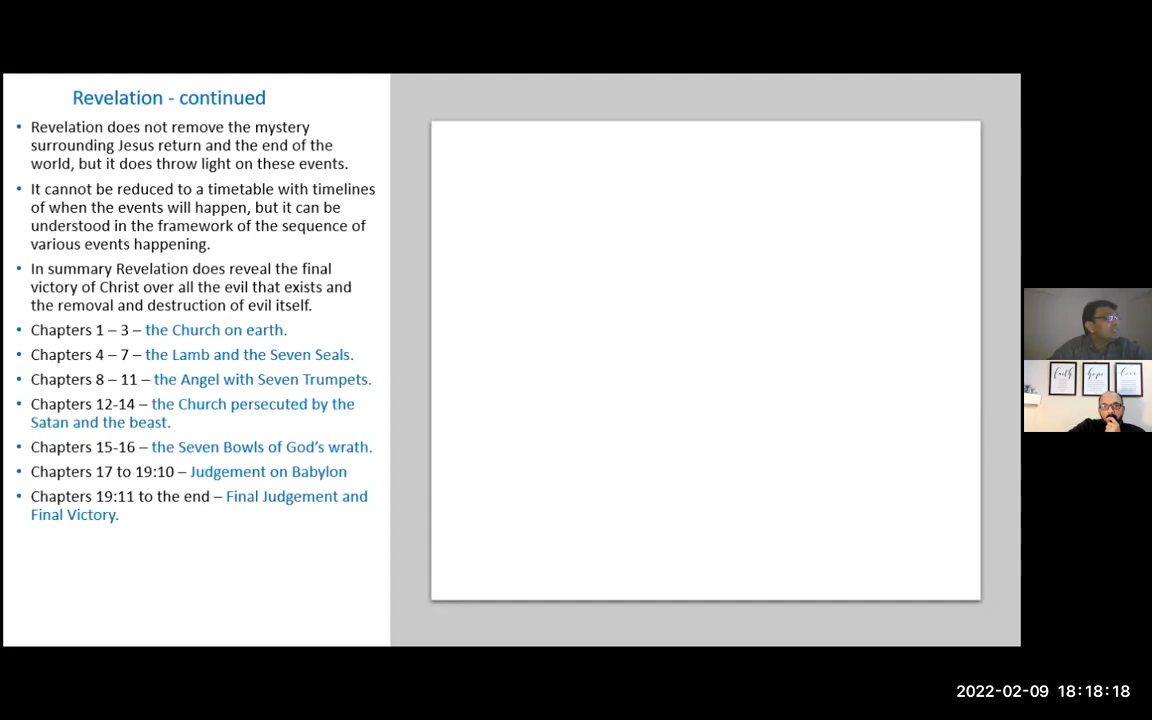 Revelation - continued
• Revelation does not remove the mystery
surrounding Jesus return and the end of the
world, but it does throw light on these events.
• It cannot be reduced to a timetable with timelines
of when the events will happen, but it can be
understood in the framework of the sequence of
various events happening.
• In summary Revelation does reveal the final
victory of Christ over all the evil that exists and
the removal and destruction of evil itself.
• Chapters 1 – 3 – the Church on earth.
• Chapters 4 – 7 – the Lamb and the Seven Seals.
• Chapters 8 – 11 – the Angel with Seven Trumpets.
• Chapters 12-14 – the Church persecuted by the
Satan and the beast.
• Chapters 15-16 – the Seven Bowls of God’s wrath.
• Chapters 17 to 19:10 – Judgement on Babylon
• Chapters 19:11 to the end – Final Judgement and
Final Victory.
faith
hope
love
2022-02-09 18:18:18